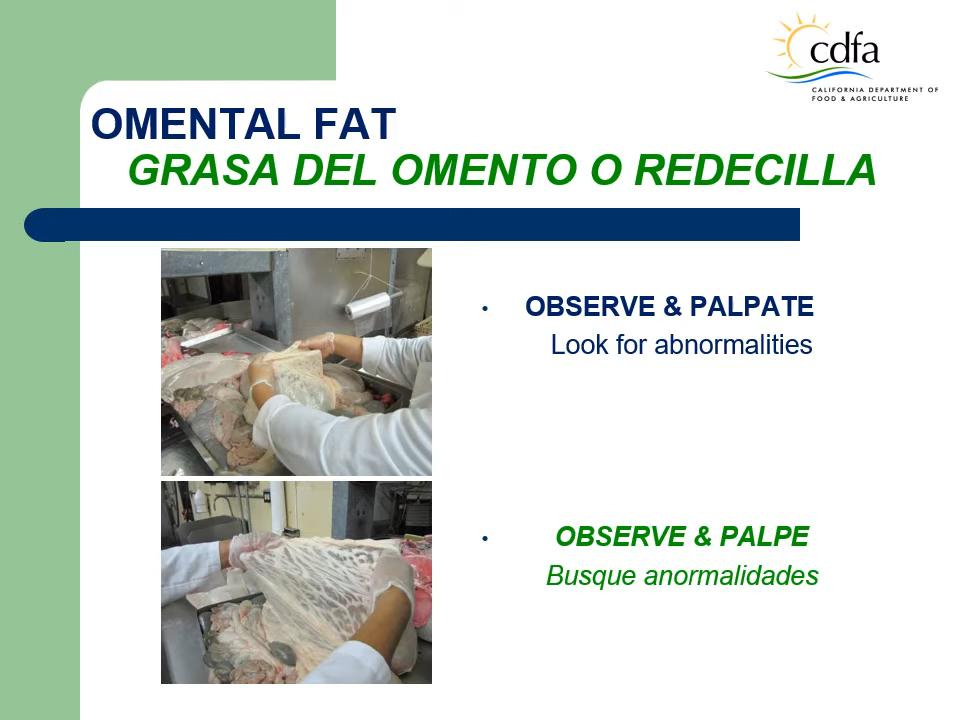 cdfa
CALIFORNIA DEPARTMENT OF
FOOD & AGRICULTURE
OMENTAL FAT
GRASA DEL OMENTO O REDECILLA
• OBSERVE & PALPATE
Look for abnormalities
• OBSERVE & PALPE
Busque anormalidades